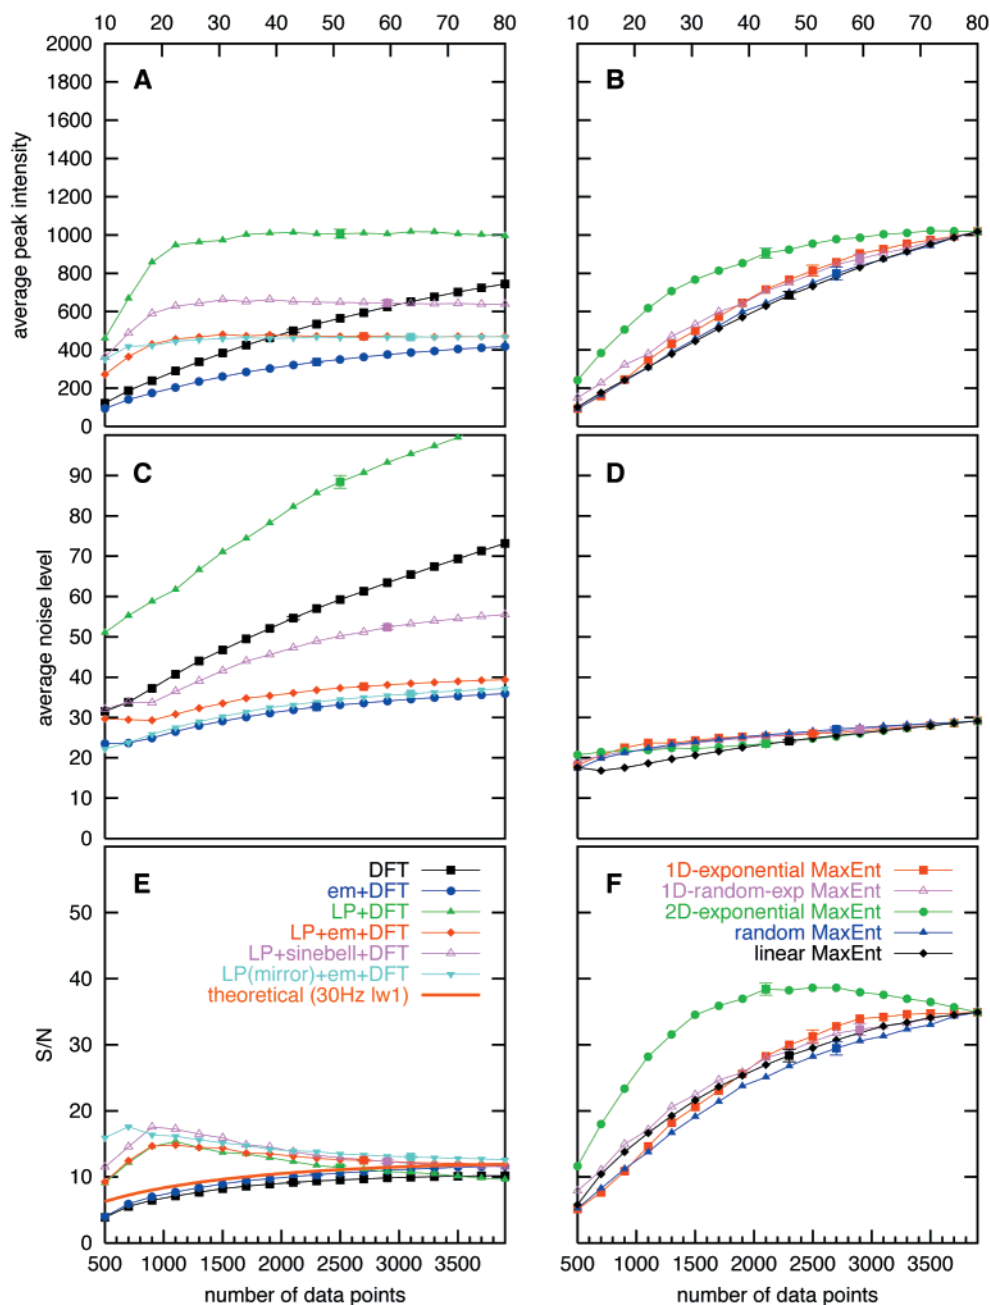 10 20 30 40 50 60 70 80
10 20 30 40 50 60 70 80
2000
1800
1600
1400
1200
1000
800
600
400
200
0
average peak intensity
A
B
90
80
70
60
50
40
30
20
10
0
average noise level
C
D
50
40
30
20
10
0
S/N
E
DFT
em+DFT
LP+DFT
LP+em+DFT
LP+sinebell+DFT
LP(mirror)+em+DFT
theoretical (30Hz lw1)
F
1D-exponential MaxEnt
1D-random-exp MaxEnt
2D-exponential MaxEnt
random MaxEnt
linear MaxEnt
500 1000 1500 2000 2500 3000 3500
500 1000 1500 2000 2500 3000 3500
number of data points
number of data points